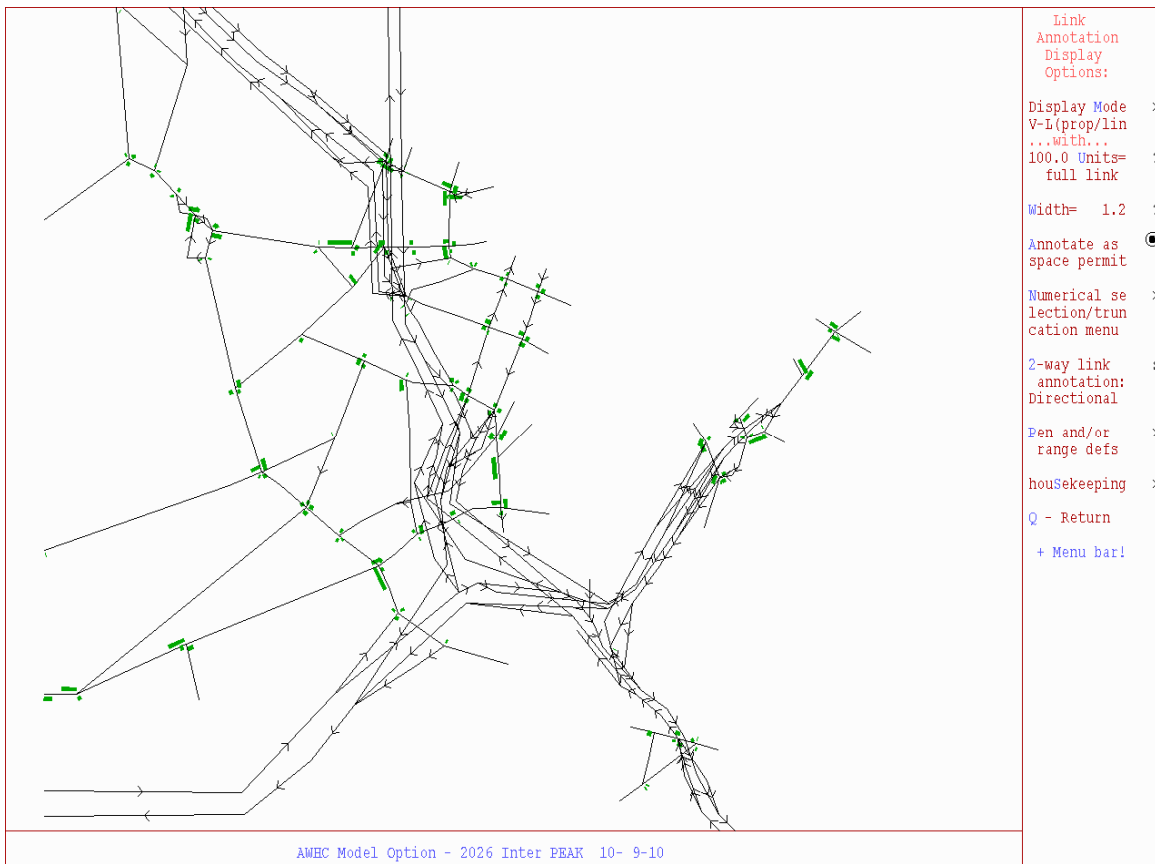 Link
Annotation
Display
Options:
Display Mode
V-L(prop/lin
...with...
100.0 Units=
full link
Width= 1.2
Annotate as
space permit
Numerical se
lection/trun
cation menu
2-way link
annotation:
Directional
Pen and/or
range defs
houSekeeping
Q - Return
+ Menu bar!
AWHC Model Option - 2026 Inter PEAK 10- 9-10